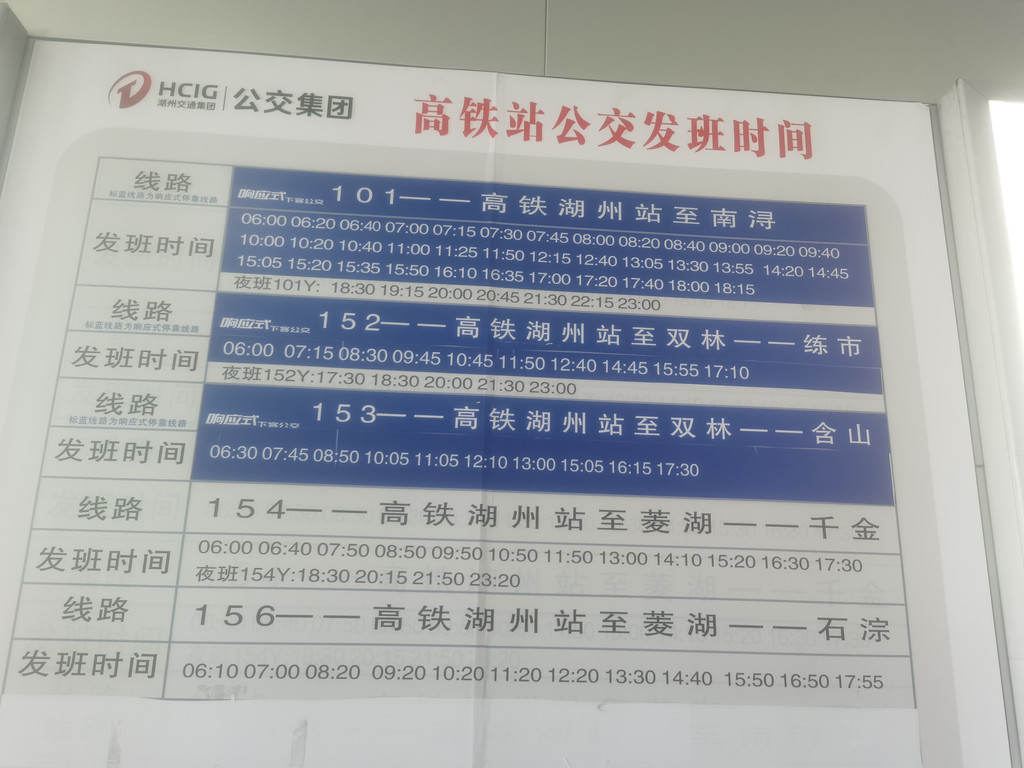 HCIG 湖州交通集团 公交集团
高铁站公交发班时间
线路
标蓝线路为响应式停靠线路
响应式下客公交 101——高铁湖州站至南浔
发班时间
06:00 06:20 06:40 07:00 07:15 07:30 07:45 08:00 08:20 08:40 09:00 09:20 09:40
10:00 10:20 10:40 11:00 11:25 11:50 12:15 12:40 13:05 13:30 13:55 14:20 14:45
15:05 15:20 15:35 15:50 16:10 16:35 17:00 17:20 17:40 18:00 18:15
夜班101Y: 18:30 19:15 20:00 20:45 21:30 22:15 23:00
线路
标蓝线路为响应式停靠线路
响应式下客公交 152——高铁湖州站至双林——练市
发班时间
06:00 07:15 08:30 09:45 10:45 11:50 12:40 14:45 15:55 17:10
夜班152Y:17:30 18:30 20:00 21:30 23:00
线路
标蓝线路为响应式停靠线路
响应式下客公交 153——高铁湖州站至双林——含山
发班时间
06:30 07:45 08:50 10:05 11:05 12:10 13:00 15:05 16:15 17:30
线路
154——高铁湖州站至菱湖——千金
发班时间
06:00 06:40 07:50 08:50 09:50 10:50 11:50 13:00 14:10 15:20 16:30 17:30
夜班154Y:18:30 20:15 21:50 23:20
线路
156——高铁湖州站至菱湖——石淙
发班时间
06:10 07:00 08:20 09:20 10:20 11:20 12:20 13:30 14:40 15:50 16:50 17:55